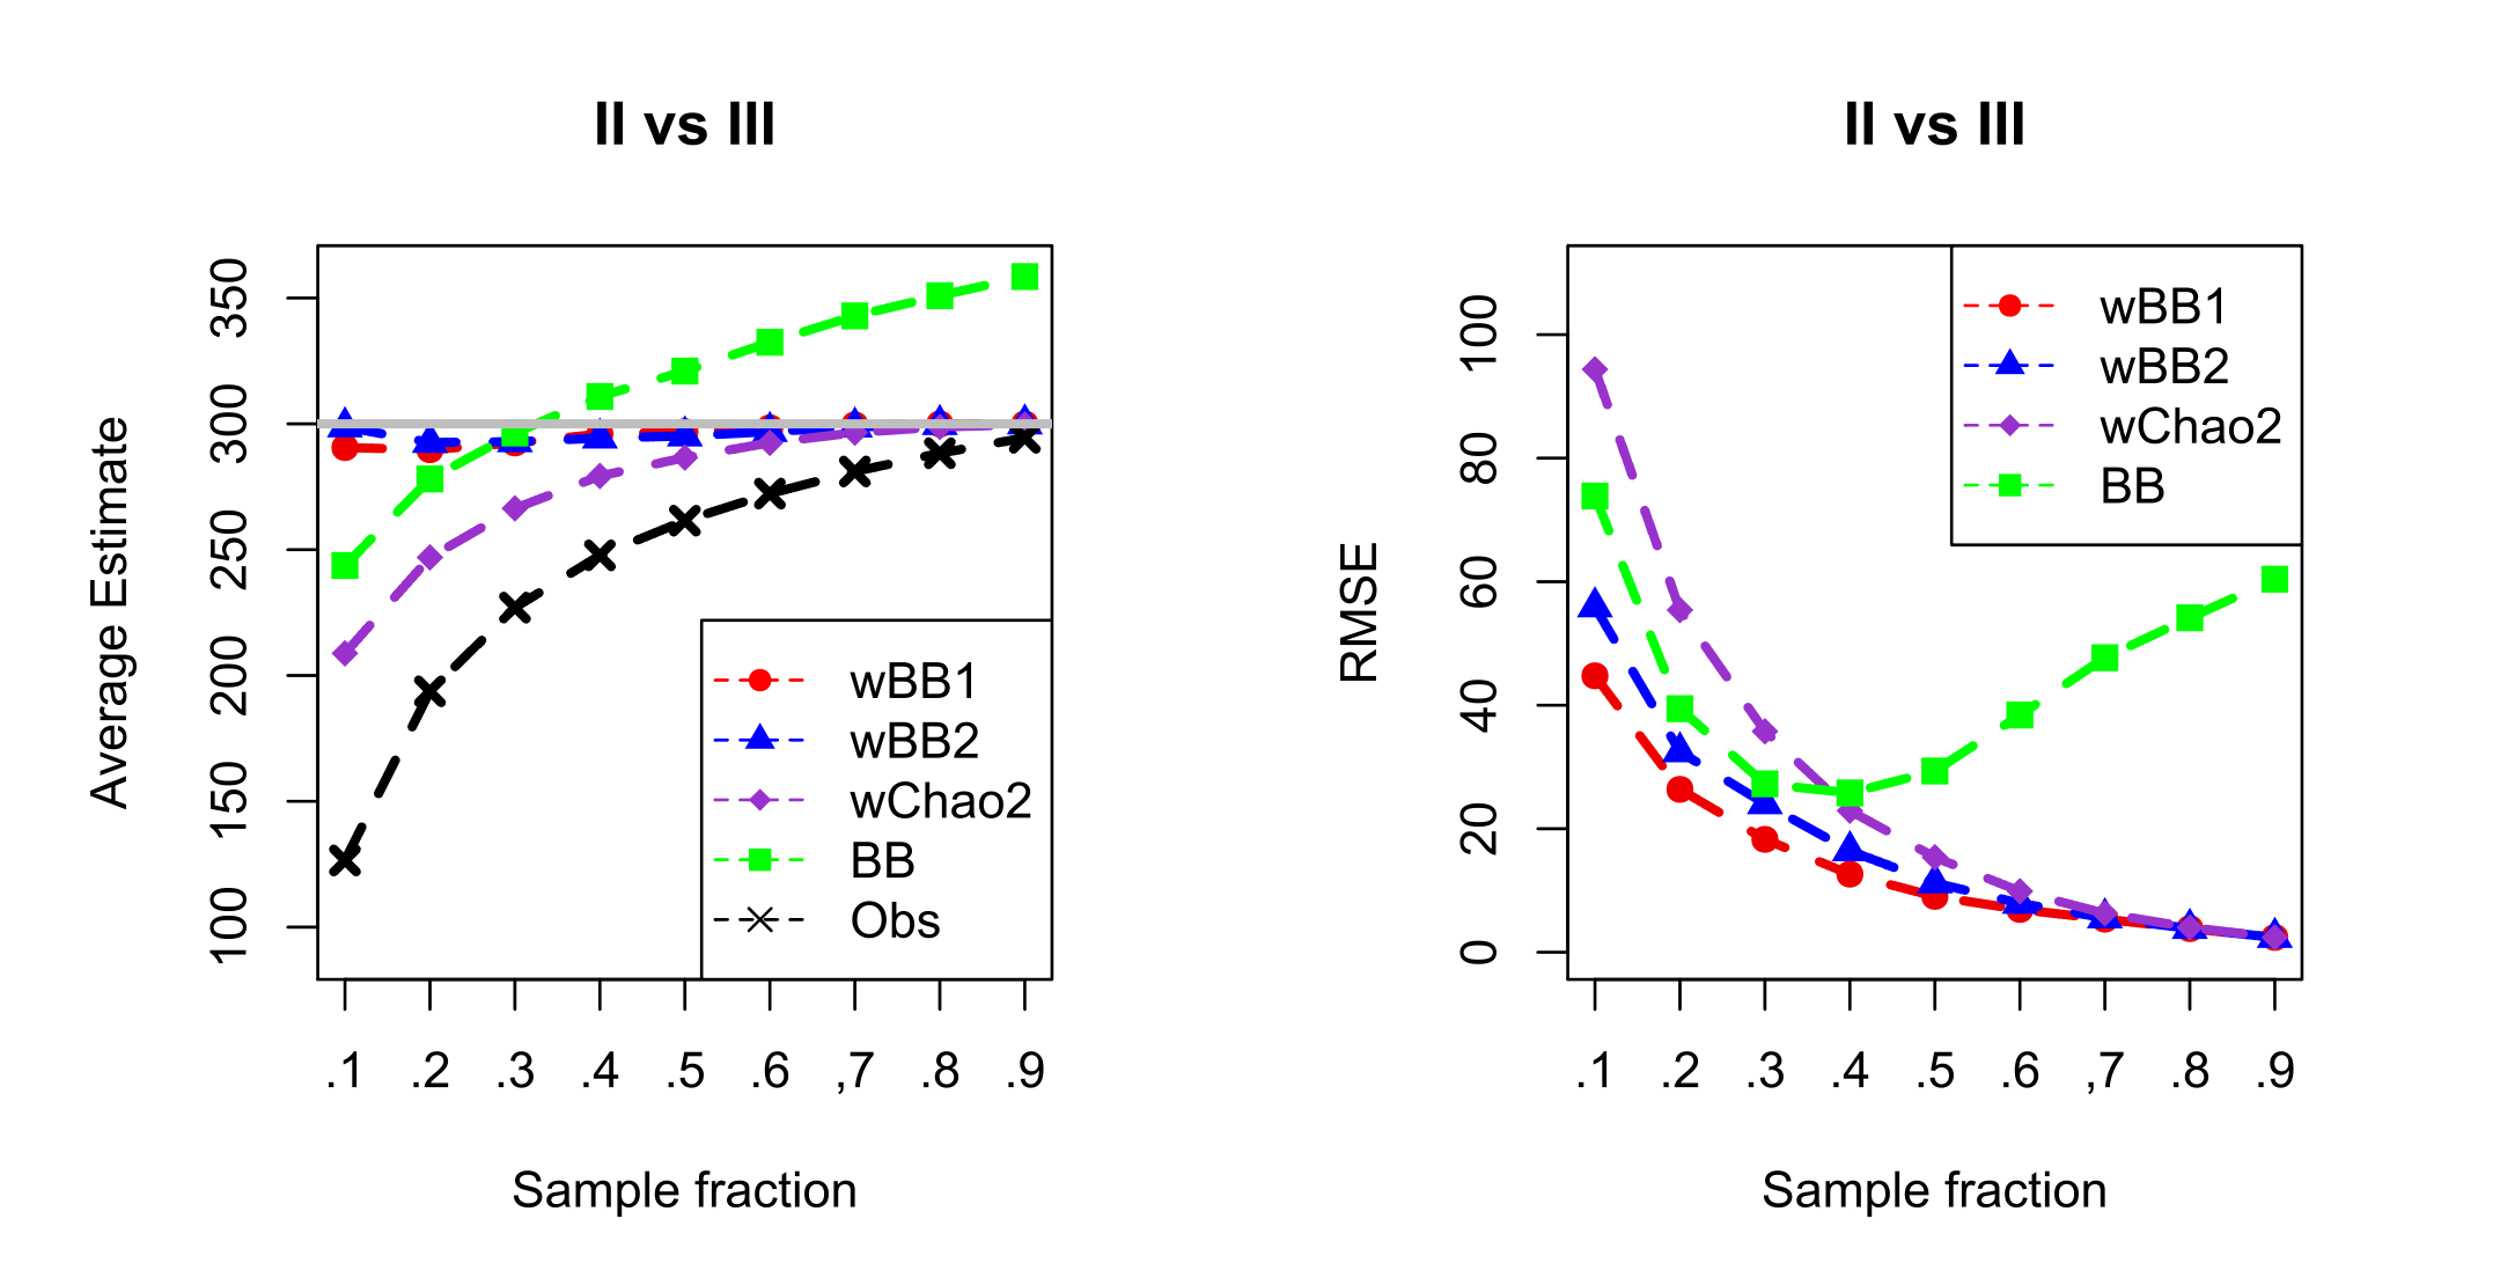 II vs III
Average Estimate
350
300
250
200
150
100
wBB1
wBB2
wChao2
BB
Obs
.1 .2 .3 .4 .5 .6 ,7 .8 .9
Sample fraction
II vs III
RMSE
100
80
60
40
20
0
wBB1
wBB2
wChao2
BB
.1 .2 .3 .4 .5 .6 ,7 .8 .9
Sample fraction